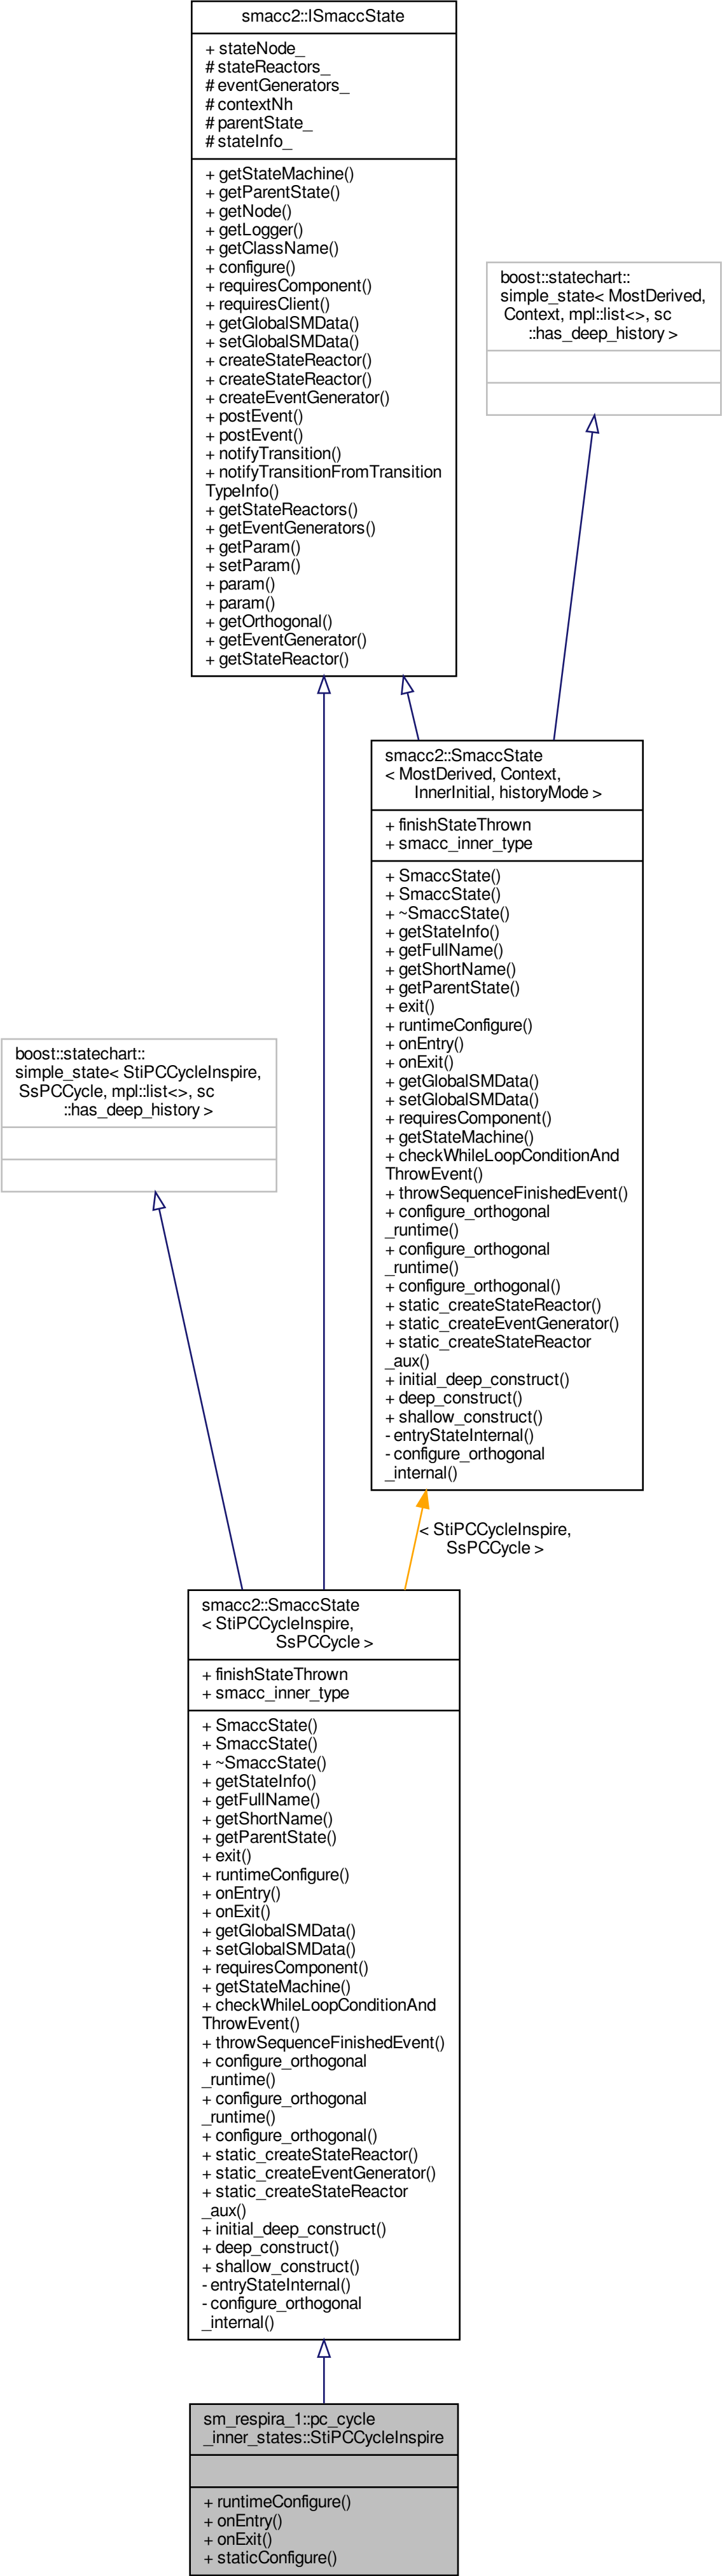 smacc2::ISmaccState
+ stateNode_
# stateReactors_
# eventGenerators_
# contextNh
# parentState_
# stateInfo_
+ getStateMachine()
+ getParentState()
+ getNode()
+ getLogger()
+ getClassName()
+ configure()
+ requiresComponent()
+ requiresClient()
+ getGlobalSMData()
+ setGlobalSMData()
+ createStateReactor()
+ createStateReactor()
+ createEventGenerator()
+ postEvent()
+ postEvent()
+ notifyTransition()
+ notifyTransitionFromTransition
TypeInfo()
+ getStateReactors()
+ getEventGenerators()
+ getParam()
+ setParam()
+ param()
+ param()
+ getOrthogonal()
+ getEventGenerator()
+ getStateReactor()
boost::statechart::
simple_state< MostDerived,
Context, mpl::list<>, sc
::has_deep_history >
smacc2::SmaccState
< MostDerived, Context,
InnerInitial, historyMode >
+ finishStateThrown
+ smacc_inner_type
+ SmaccState()
+ SmaccState()
+ ~SmaccState()
+ getStateInfo()
+ getFullName()
+ getShortName()
+ getParentState()
+ exit()
+ runtimeConfigure()
+ onEntry()
+ onExit()
+ getGlobalSMData()
+ setGlobalSMData()
+ requiresComponent()
+ getStateMachine()
+ checkWhileLoopConditionAnd
ThrowEvent()
+ throwSequenceFinishedEvent()
+ configure_orthogonal
_runtime()
+ configure_orthogonal
_runtime()
+ configure_orthogonal()
+ static_createStateReactor()
+ static_createEventGenerator()
+ static_createStateReactor
_aux()
+ initial_deep_construct()
+ deep_construct()
+ shallow_construct()
- entryStateInternal()
- configure_orthogonal
_internal()
boost::statechart::
simple_state< StiPCCycleInspire,
SsPCCycle, mpl::list<>, sc
::has_deep_history >
< StiPCCycleInspire,
SsPCCycle >
smacc2::SmaccState
< StiPCCycleInspire,
SsPCCycle >
+ finishStateThrown
+ smacc_inner_type
+ SmaccState()
+ SmaccState()
+ ~SmaccState()
+ getStateInfo()
+ getFullName()
+ getShortName()
+ getParentState()
+ exit()
+ runtimeConfigure()
+ onEntry()
+ onExit()
+ getGlobalSMData()
+ setGlobalSMData()
+ requiresComponent()
+ getStateMachine()
+ checkWhileLoopConditionAnd
ThrowEvent()
+ throwSequenceFinishedEvent()
+ configure_orthogonal
_runtime()
+ configure_orthogonal
_runtime()
+ configure_orthogonal()
+ static_createStateReactor()
+ static_createEventGenerator()
+ static_createStateReactor
_aux()
+ initial_deep_construct()
+ deep_construct()
+ shallow_construct()
- entryStateInternal()
- configure_orthogonal
_internal()
sm_respira_1::pc_cycle
_inner_states::StiPCCycleInspire
+ runtimeConfigure()
+ onEntry()
+ onExit()
+ staticConfigure()